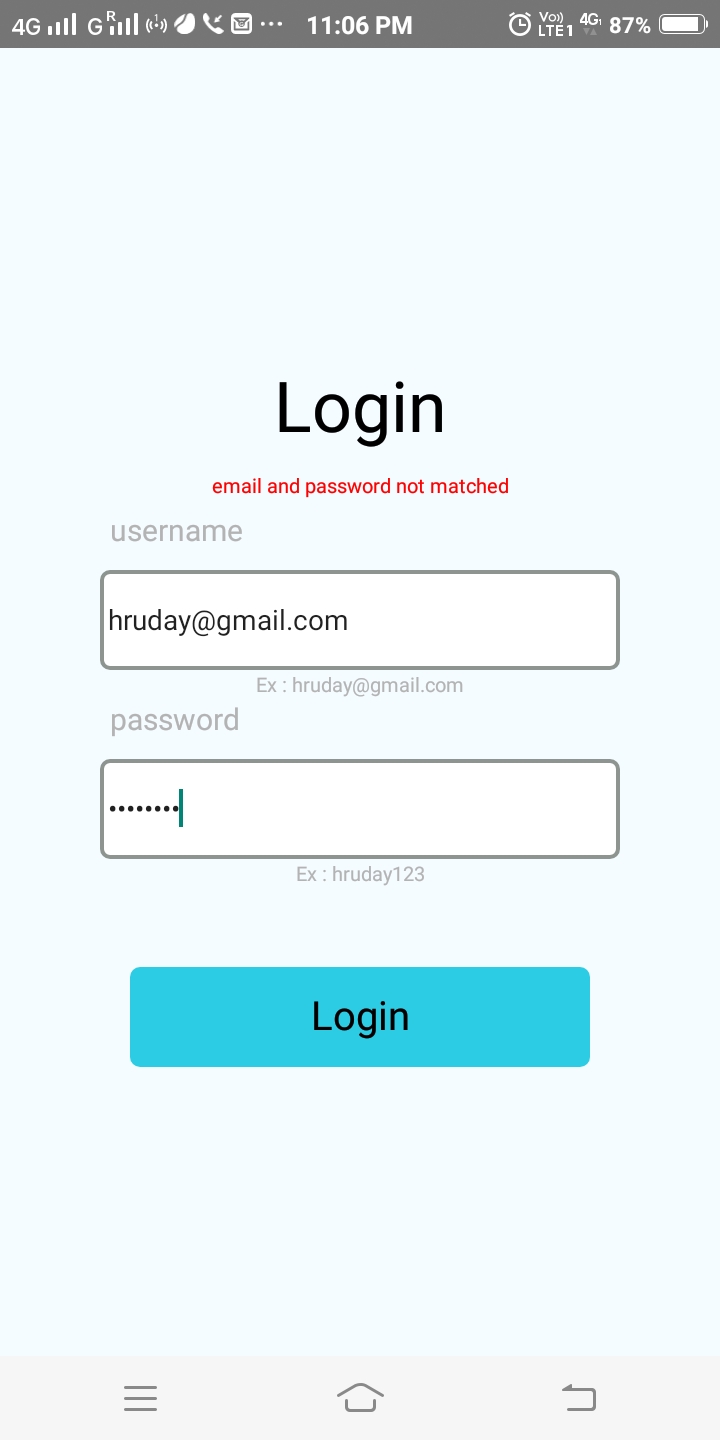 4G G R 11:06 PM Vo)) LTE1 4G 87%
Login
email and password not matched
username
hruday@gmail.com
Ex : hruday@gmail.com
password
••••••••
Ex : hruday123
Login